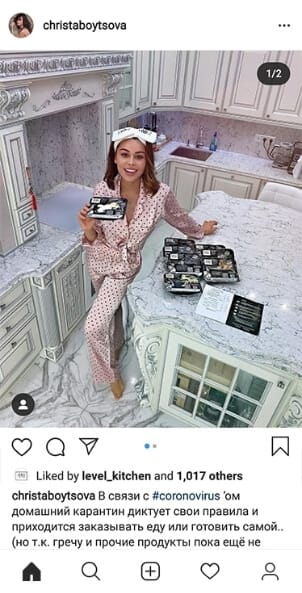 christaboytsova
1/2
Liked by level_kitchen and 1,017 others
christaboytsova В связи с #coronovirus 'ом
домашний карантин диктует свои правила и
приходится заказывать еду или готовить самой..
(но т.к. гречу и прочие продукты пока ещё не